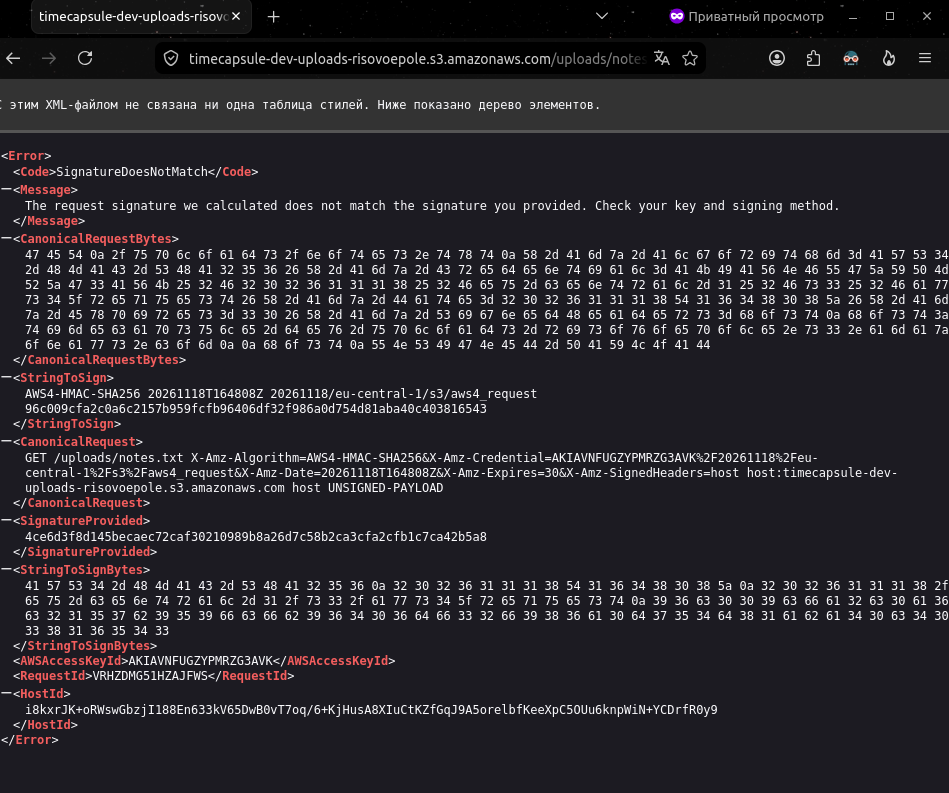 timecapsule-dev-uploads-risovo
Приватный просмотр
timecapsule-dev-uploads-risovoepole.s3.amazonaws.com/uploads/notes
С этим XML-файлом не связана ни одна таблица стилей. Ниже показано дерево элементов.
<Error>
<Code>SignatureDoesNotMatch</Code>
—<Message>
The request signature we calculated does not match the signature you provided. Check your key and signing method.
</Message>
—<CanonicalRequestBytes>
47 45 54 0a 2f 75 70 6c 6f 61 64 73 2f 6e 6f 74 65 73 2e 74 78 74 0a 58 2d 41 6d 7a 2d 41 6c 67 6f 72 69 74 68 6d 3d 41 57 53 34
2d 48 4d 41 43 2d 53 48 41 32 35 36 26 58 2d 41 6d 7a 2d 43 72 65 64 65 6e 74 69 61 6c 3d 41 4b 49 41 56 4e 46 55 47 5a 59 50 4d
52 5a 47 33 41 56 4b 25 32 46 32 30 32 36 31 31 31 38 25 32 46 65 75 2d 63 65 6e 74 72 61 6c 2d 31 25 32 46 73 33 25 32 46 61 77
73 34 5f 72 65 71 75 65 73 74 26 58 2d 41 6d 7a 2d 44 61 74 65 3d 32 30 32 36 31 31 31 38 54 31 36 34 38 30 38 5a 26 58 2d 41 6d
7a 2d 45 78 70 69 72 65 73 3d 33 30 26 58 2d 41 6d 7a 2d 53 69 67 6e 65 64 48 65 61 64 65 72 73 3d 68 6f 73 74 0a 68 6f 73 74 3a
74 69 6d 65 63 61 70 73 75 6c 65 2d 64 65 76 2d 75 70 6c 6f 61 64 73 2d 72 69 73 6f 76 6f 65 70 6f 6c 65 2e 73 33 2e 61 6d 61 7a
6f 6e 61 77 73 2e 63 6f 6d 0a 0a 68 6f 73 74 0a 55 4e 53 49 47 4e 45 44 2d 50 41 59 4c 4f 41 44
</CanonicalRequestBytes>
—<StringToSign>
AWS4-HMAC-SHA256 20261118T164808Z 20261118/eu-central-1/s3/aws4_request
96c009cfa2c0a6c2157b959fcfb96406df32f986a0d754d81aba40c403816543
</StringToSign>
—<CanonicalRequest>
GET /uploads/notes.txt X-Amz-Algorithm=AWS4-HMAC-SHA256&X-Amz-Credential=AKIAVNFUGZYPMRZG3AVK%2F20261118%2Feu-
central-1%2Fs3%2Faws4_request&X-Amz-Date=20261118T164808Z&X-Amz-Expires=30&X-Amz-SignedHeaders=host host:timecapsule-dev-
uploads-risovoepole.s3.amazonaws.com host UNSIGNED-PAYLOAD
</CanonicalRequest>
—<SignatureProvided>
4ce6d3f8d145becaec72caf30210989b8a26d7c58b2ca3cfa2cfb1c7ca42b5a8
</SignatureProvided>
—<StringToSignBytes>
41 57 53 34 2d 48 4d 41 43 2d 53 48 41 32 35 36 0a 32 30 32 36 31 31 31 38 54 31 36 34 38 30 38 5a 0a 32 30 32 36 31 31 31 38 2f
65 75 2d 63 65 6e 74 72 61 6c 2d 31 2f 73 33 2f 61 77 73 34 5f 72 65 71 75 65 73 74 0a 39 36 63 30 30 39 63 66 61 32 63 30 61 36
63 32 31 35 37 62 39 35 39 66 63 66 62 39 36 34 30 36 64 66 33 32 66 39 38 36 61 30 64 37 35 34 64 38 31 61 62 61 34 30 63 34 30
33 38 31 36 35 34 33
</StringToSignBytes>
<AWSAccessKeyId>AKIAVNFUGZYPMRZG3AVK</AWSAccessKeyId>
<RequestId>VRHZDMG51HZAJFWS</RequestId>
—<HostId>
i8kxrJK+oRWswGbzjI188En633kV65DwB0vT7oq/6+KjHusA8XIuCtKZfGqJ9A5orelbfKeeXpC5OUu6knpWiN+YCDrfR0y9
</HostId>
</Error>